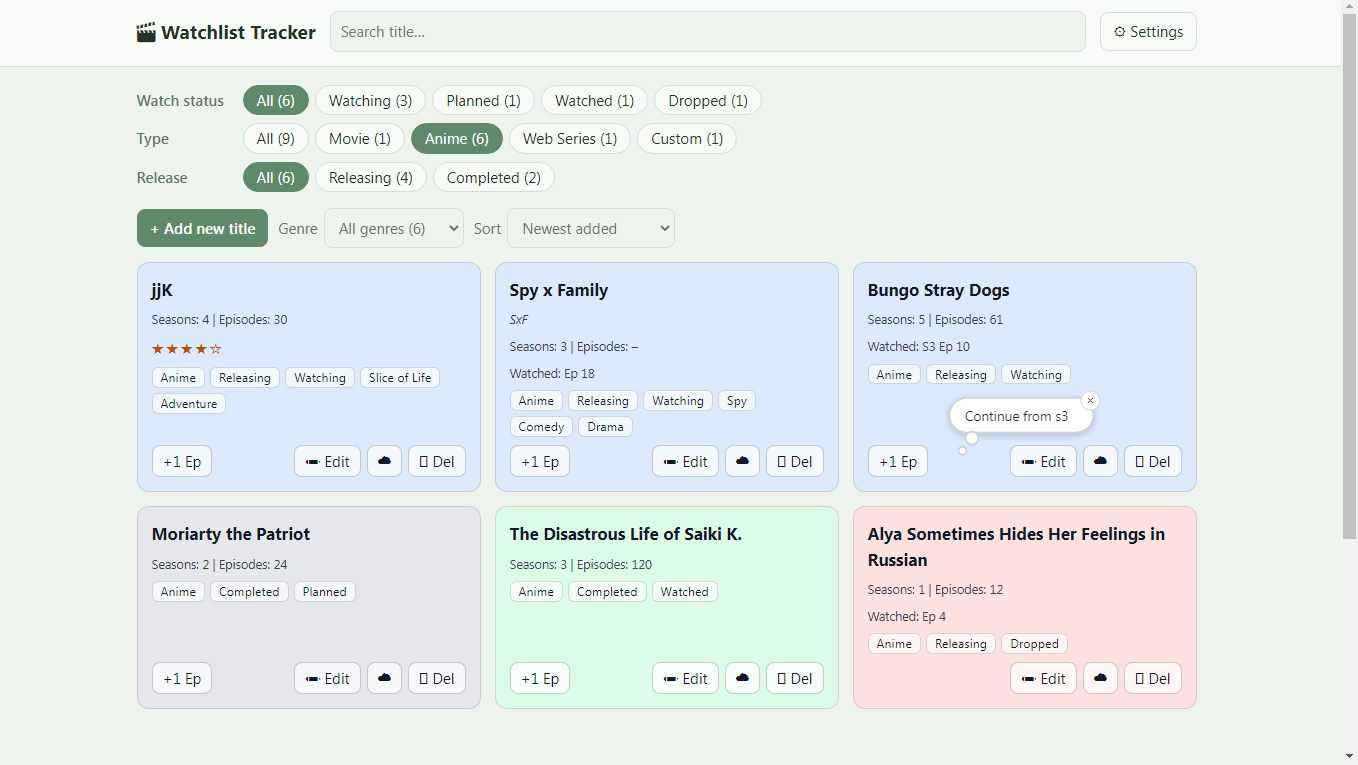 Watchlist Tracker
Search title...
Settings
Watch status All (6) Watching (3) Planned (1) Watched (1) Dropped (1)
Type All (9) Movie (1) Anime (6) Web Series (1) Custom (1)
Release All (6) Releasing (4) Completed (2)
+ Add new title Genre All genres (6) Sort Newest added
jjK
Seasons: 4 | Episodes: 30
★★★★☆
Anime Releasing Watching Slice of Life
Adventure
+1 Ep Edit Del
Spy x Family
SxF
Seasons: 3 | Episodes: –
Watched: Ep 18
Anime Releasing Watching Spy
Comedy Drama
+1 Ep Edit Del
Bungo Stray Dogs
Seasons: 5 | Episodes: 61
Watched: S3 Ep 10
Anime Releasing Watching
Continue from s3 ×
+1 Ep Edit Del
Moriarty the Patriot
Seasons: 2 | Episodes: 24
Anime Completed Planned
+1 Ep Edit Del
The Disastrous Life of Saiki K.
Seasons: 3 | Episodes: 120
Anime Completed Watched
+1 Ep Edit Del
Alya Sometimes Hides Her Feelings in
Russian
Seasons: 1 | Episodes: 12
Watched: Ep 4
Anime Releasing Dropped
Edit Del